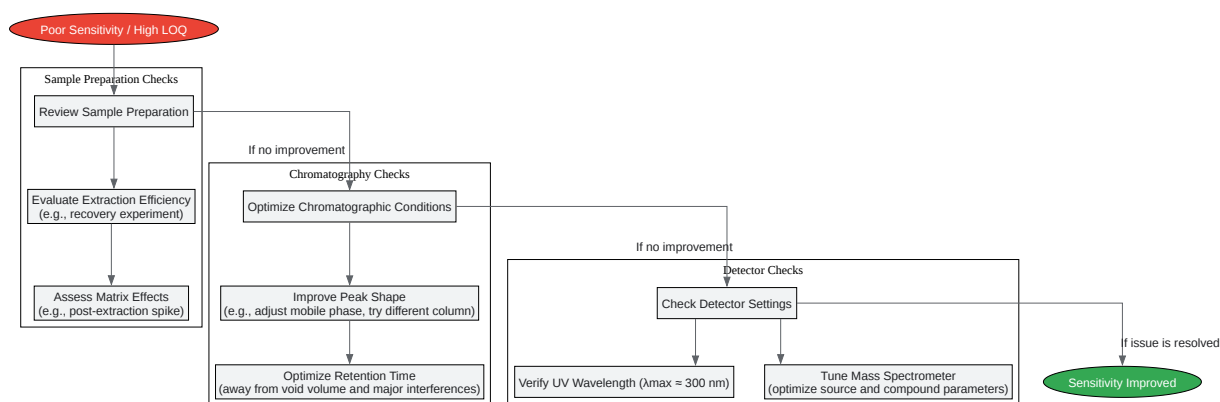 Poor Sensitivity / High LOQ
Sample Preparation Checks
Review Sample Preparation
Evaluate Extraction Efficiency
(e.g., recovery experiment)
Assess Matrix Effects
(e.g., post-extraction spike)
If no improvement
Chromatography Checks
Optimize Chromatographic Conditions
Improve Peak Shape
(e.g., adjust mobile phase, try different column)
Optimize Retention Time
(away from void volume and major interferences)
If no improvement
Detector Checks
Check Detector Settings
Verify UV Wavelength (λmax ≈ 300 nm)
Tune Mass Spectrometer
(optimize source and compound parameters)
If issue is resolved
Sensitivity Improved